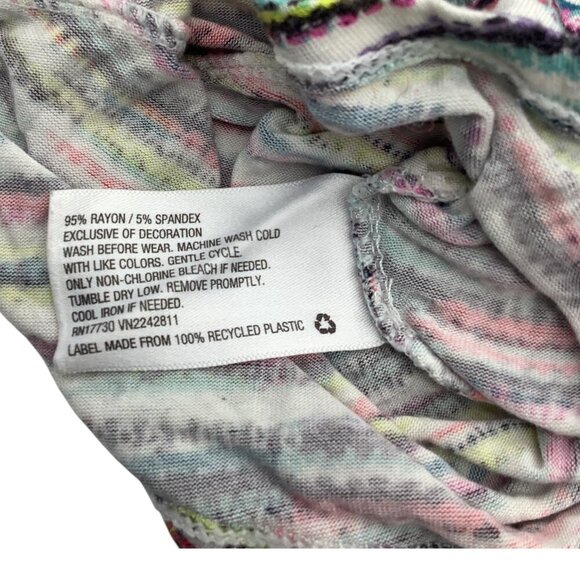 95% RAYON / 5% SPANDEX
EXCLUSIVE OF DECORATION
WASH BEFORE WEAR. MACHINE WASH COLD
WITH LIKE COLORS. GENTLE CYCLE.
ONLY NON-CHLORINE BLEACH IF NEEDED.
TUMBLE DRY LOW. REMOVE PROMPTLY.
COOL IRON IF NEEDED.
RN17730 VN2242811
LABEL MADE FROM 100% RECYCLED PLASTIC